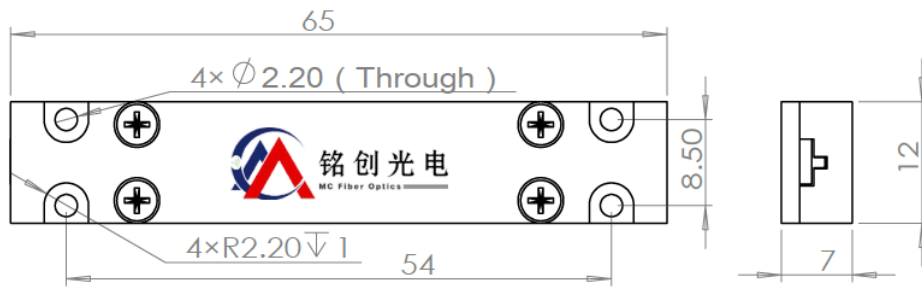 65
4× ∅2.20 ( Through )
铭创光电
MC Fiber Optics
8.50
12
4×R2.20↧1
54
7